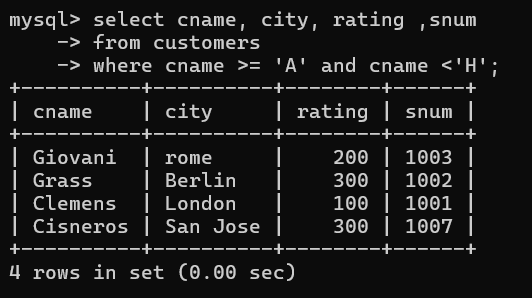 mysql> select cname, city, rating ,snum
    -> from customers
    -> where cname >= 'A' and cname <'H';
+----------+----------+--------+------+
| cname    | city     | rating | snum |
+----------+----------+--------+------+
| Giovani  | rome     |    200 | 1003 |
| Grass    | Berlin   |    300 | 1002 |
| Clemens  | London   |    100 | 1001 |
| Cisneros | San Jose |    300 | 1007 |
+----------+----------+--------+------+
4 rows in set (0.00 sec)